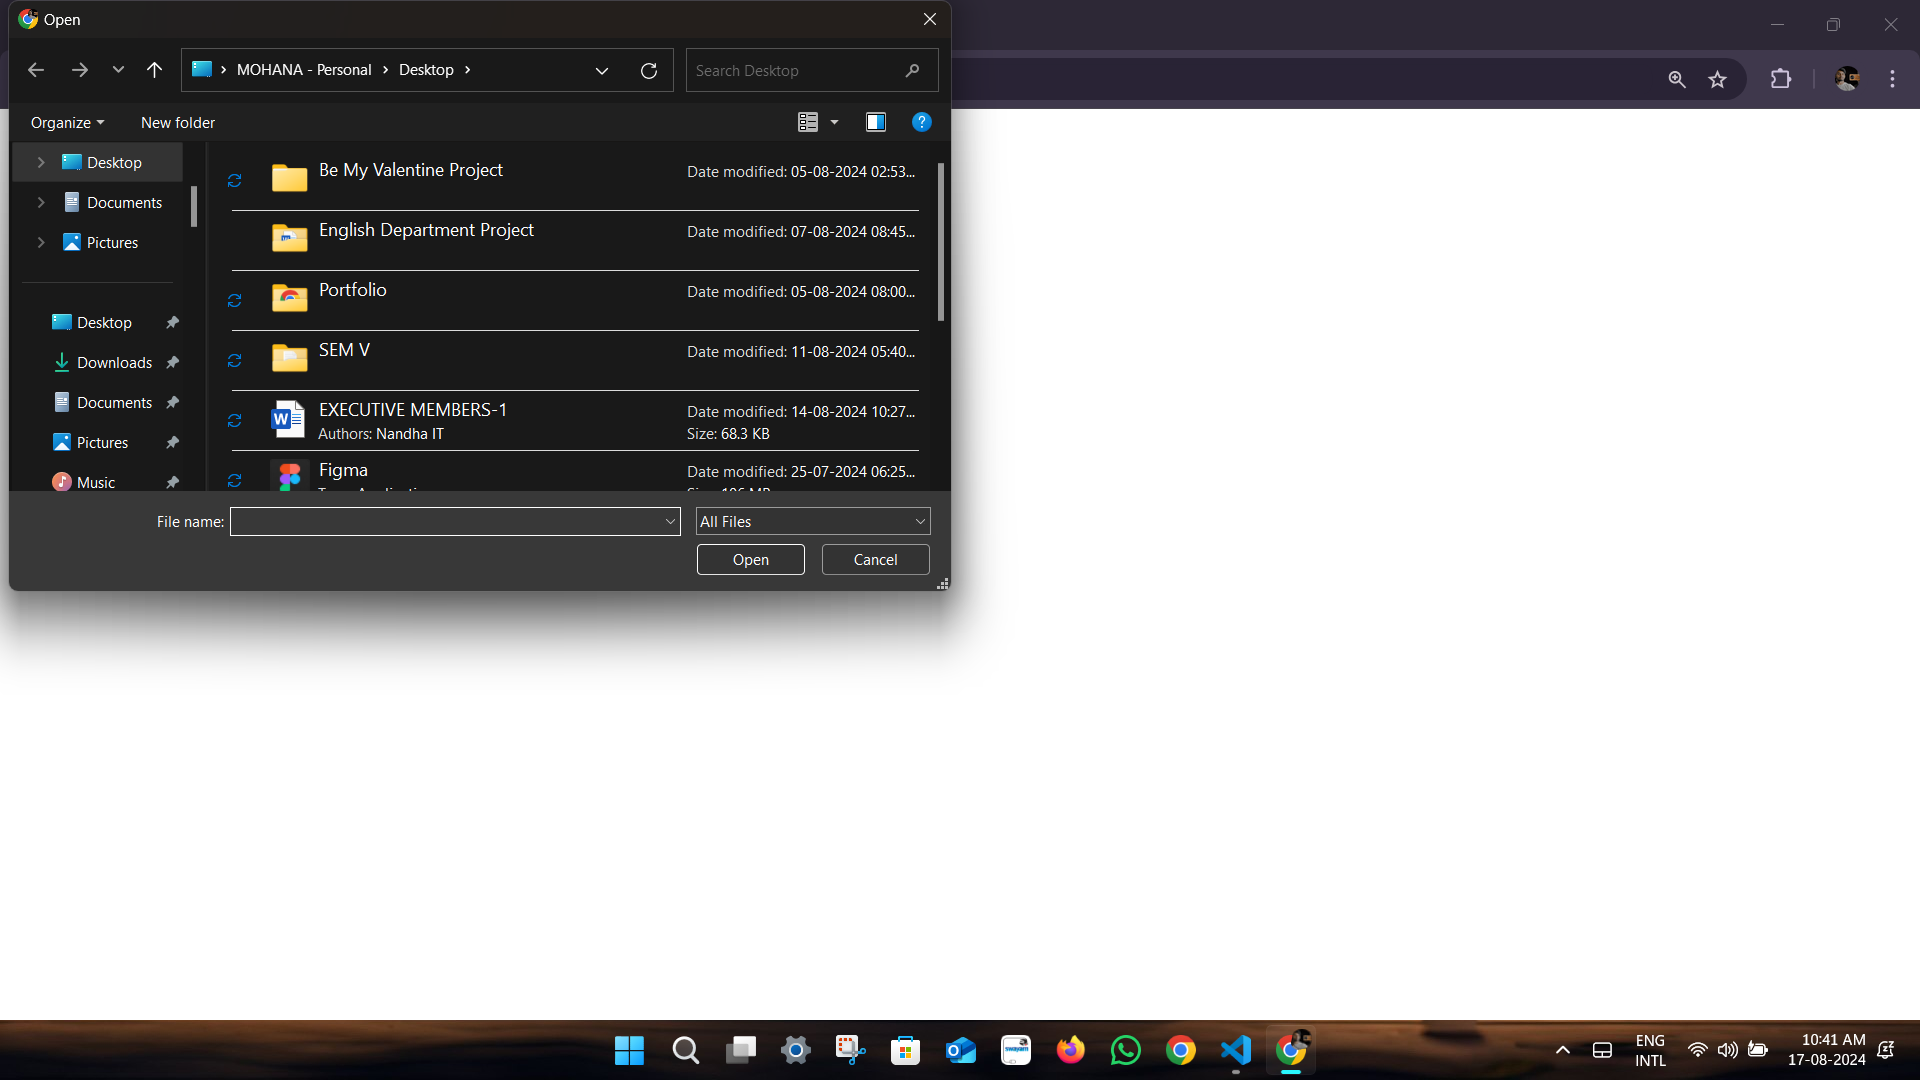 Open
MOHANA - Personal
Desktop
Search Desktop
Organize
New folder
Desktop
Documents
Pictures
Desktop
Downloads
Documents
Pictures
Music
Be My Valentine Project
Date modified: 05-08-2024 02:53...
English Department Project
Date modified: 07-08-2024 08:45...
Portfolio
Date modified: 05-08-2024 08:00...
SEM V
Date modified: 11-08-2024 05:40...
EXECUTIVE MEMBERS-1
Date modified: 14-08-2024 10:27...
Authors: Nandha IT
Size: 68.3 KB
Figma
Date modified: 25-07-2024 06:25...
File name:
All Files
Open
Cancel
ENG
INTL
10:41 AM
17-08-2024